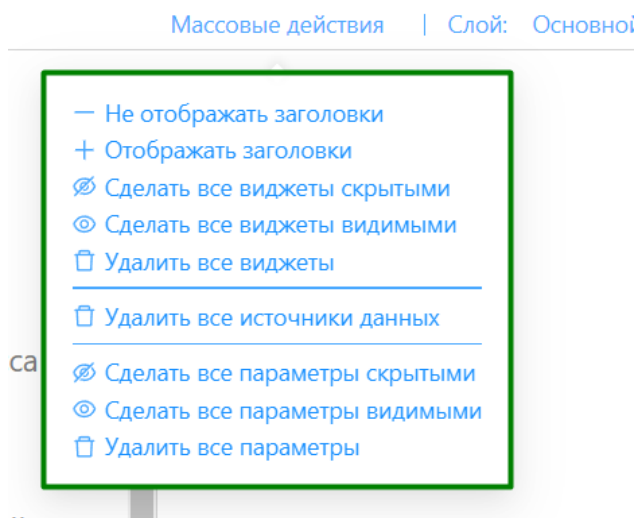 Массовые действия | Слой: Основной
Не отображать заголовки
Отображать заголовки
Сделать все виджеты скрытыми
Сделать все виджеты видимыми
Удалить все виджеты
Удалить все источники данных
са
Сделать все параметры скрытыми
Сделать все параметры видимыми
Удалить все параметры